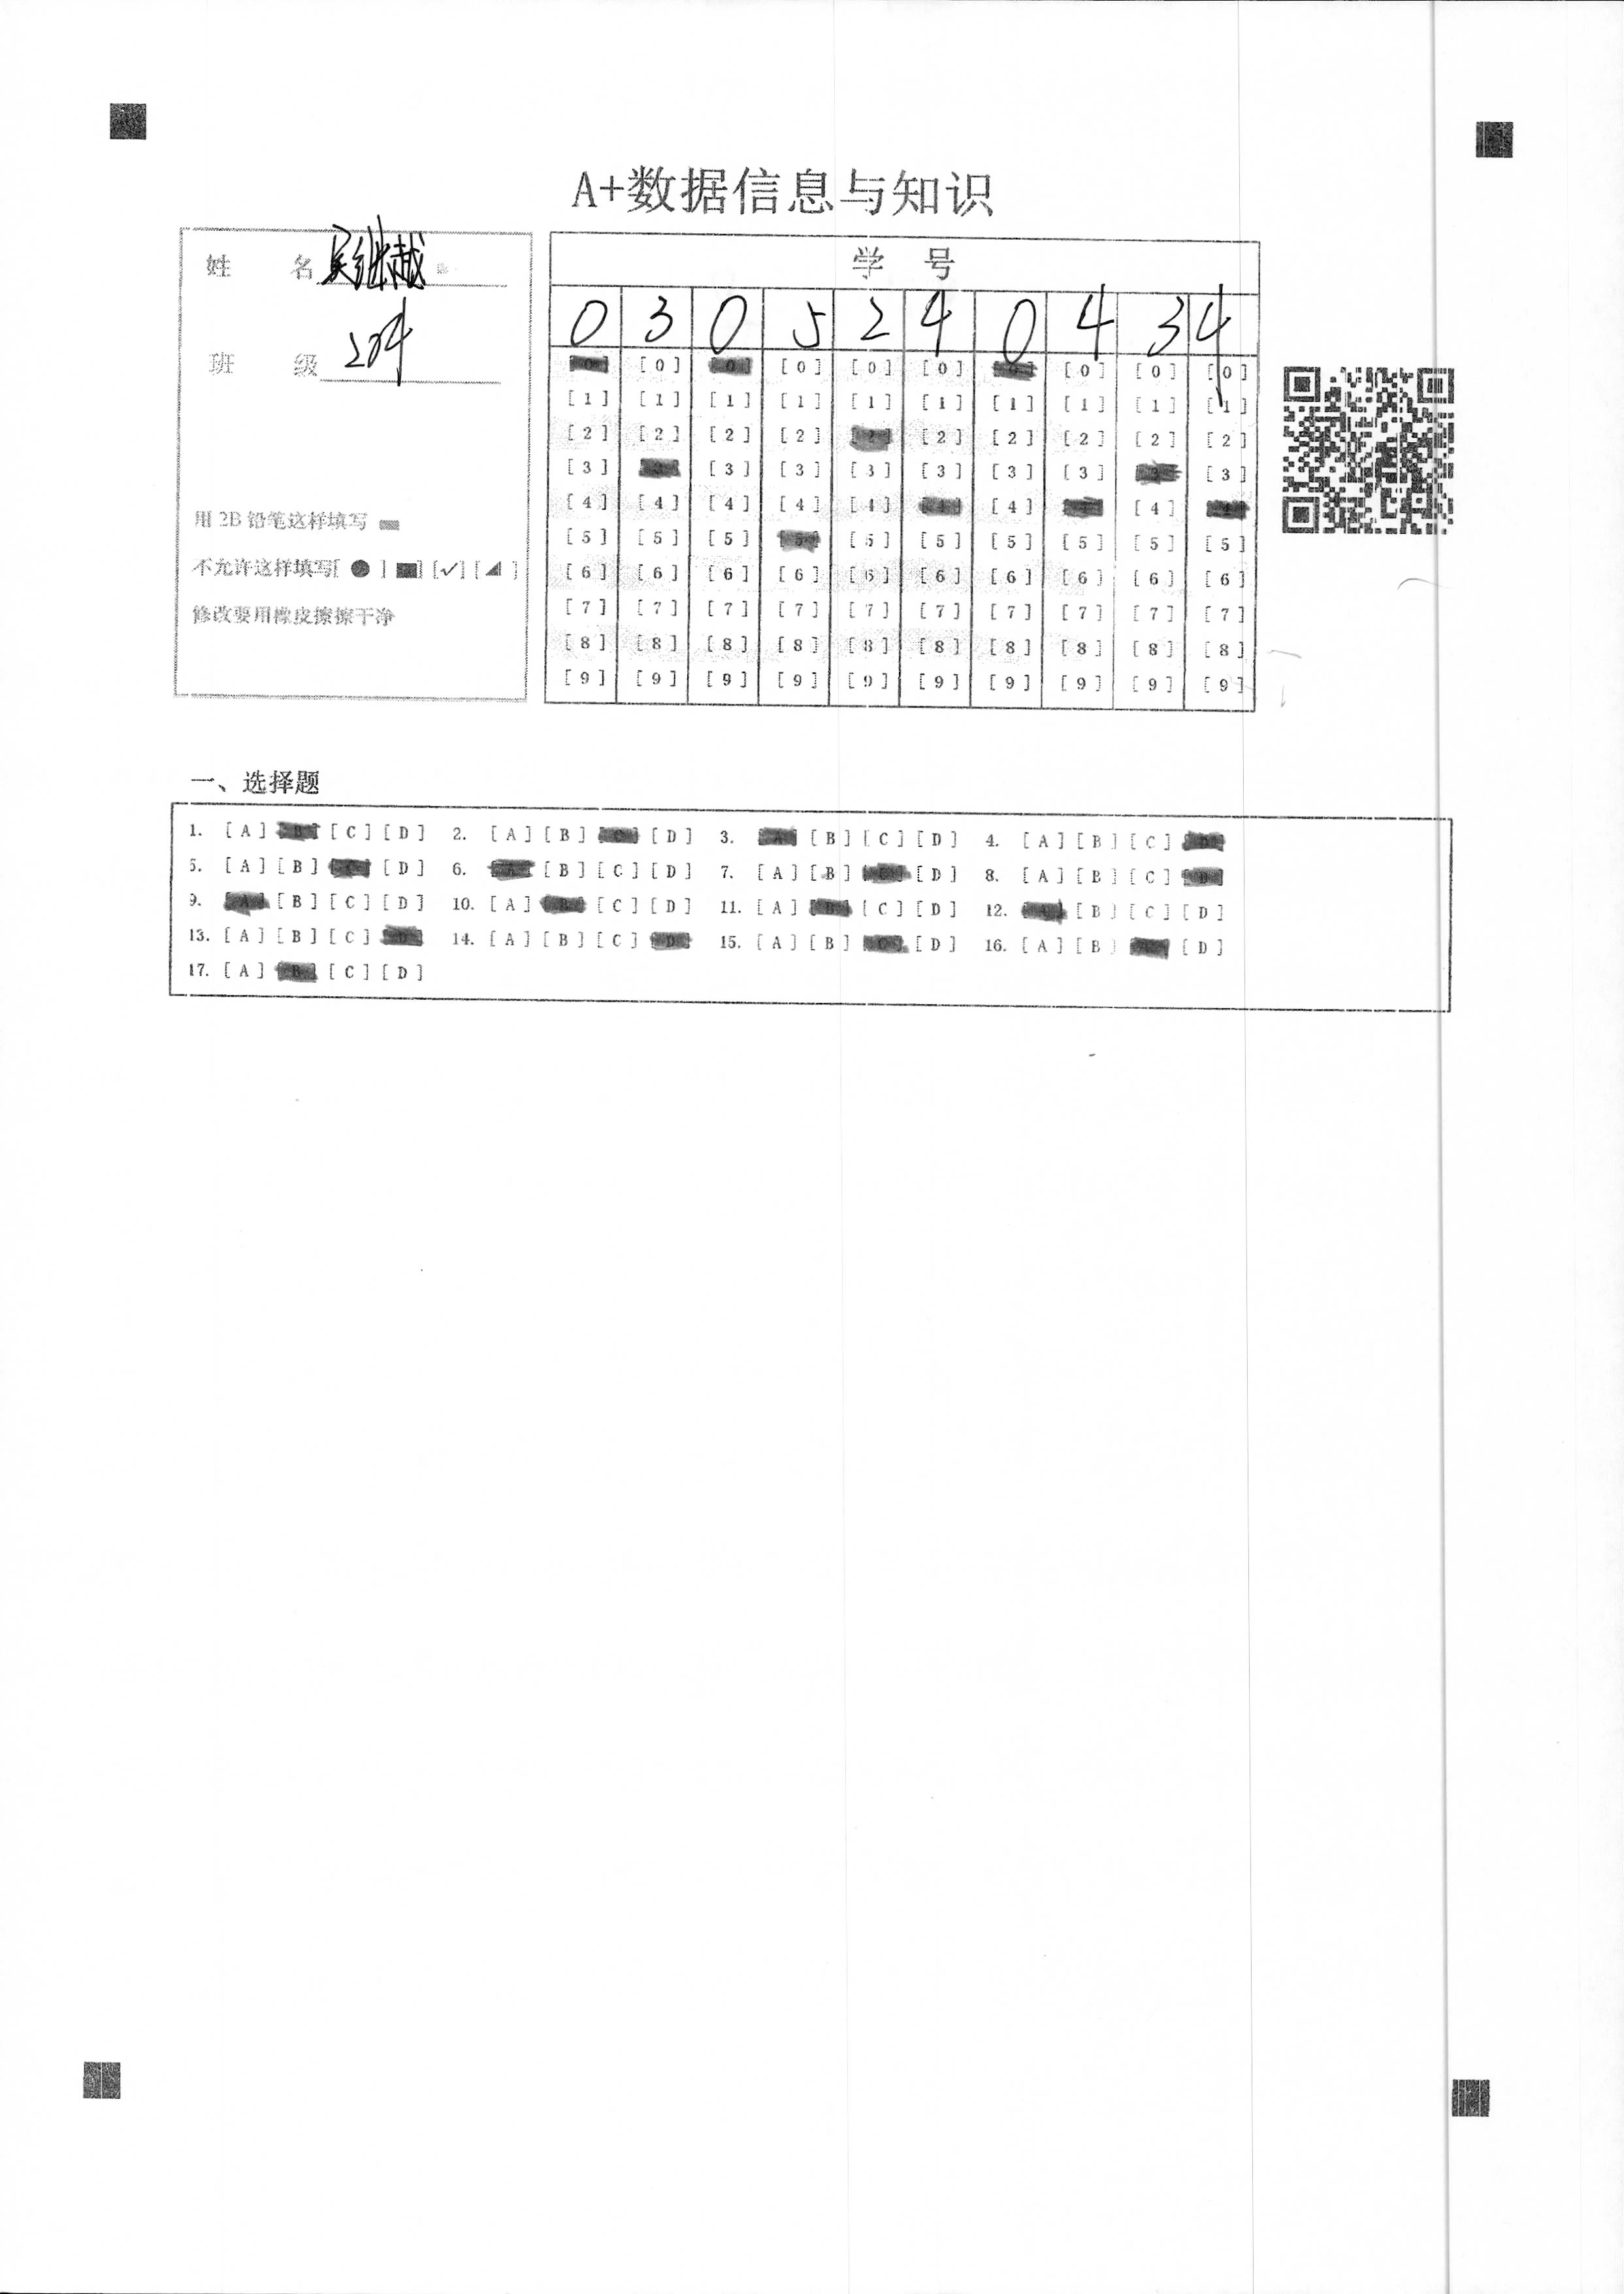 A+数据信息与知识
姓 名 吴继越
班 级 204
用 2B 铅笔这样填写
不允许这样填写[ ● ] [■] [✓] [◢ ]
修改要用橡皮擦擦干净
学 号
0 3 0 5 2 4 0 4 3 4
[0] [0] [0] [0] [0] [0] [0] [0] [0] [0]
[1] [1] [1] [1] [1] [1] [1] [1] [1] [1]
[2] [2] [2] [2] [2] [2] [2] [2] [2] [2]
[3] [3] [3] [3] [3] [3] [3] [3] [3] [3]
[4] [4] [4] [4] [4] [4] [4] [4] [4] [4]
[5] [5] [5] [5] [5] [5] [5] [5] [5] [5]
[6] [6] [6] [6] [6] [6] [6] [6] [6] [6]
[7] [7] [7] [7] [7] [7] [7] [7] [7] [7]
[8] [8] [8] [8] [8] [8] [8] [8] [8] [8]
[9] [9] [9] [9] [9] [9] [9] [9] [9] [9]
一、选择题
1. [A] [B] [C] [D] 2. [A] [B] [C] [D] 3. [A] [B] [C] [D] 4. [A] [B] [C] [D]
5. [A] [B] [C] [D] 6. [A] [B] [C] [D] 7. [A] [B] [C] [D] 8. [A] [B] [C] [D]
9. [A] [B] [C] [D] 10. [A] [B] [C] [D] 11. [A] [B] [C] [D] 12. [A] [B] [C] [D]
13. [A] [B] [C] [D] 14. [A] [B] [C] [D] 15. [A] [B] [C] [D] 16. [A] [B] [C] [D]
17. [A] [B] [C] [D]